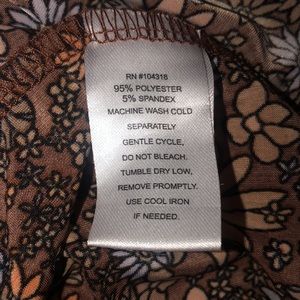 RN #104318
95% POLYESTER
5% SPANDEX
MACHINE WASH COLD
SEPARATELY
GENTLE CYCLE,
DO NOT BLEACH.
TUMBLE DRY LOW,
REMOVE PROMPTLY.
USE COOL IRON
IF NEEDED.